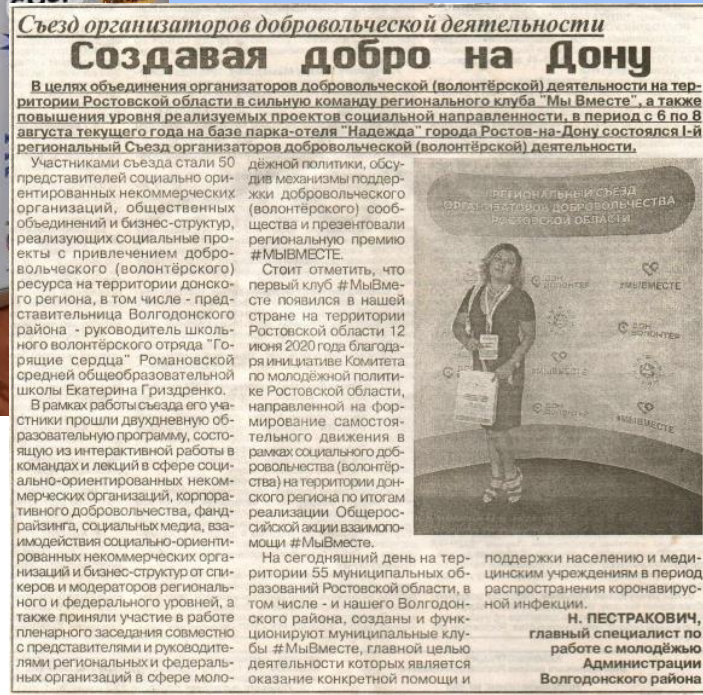 Съезд организаторов добровольческой деятельности
Создавая добро на Дону
В целях объединения организаторов добровольческой (волонтёрской) деятельности на тер-
ритории Ростовской области в сильную команду регионального клуба "Мы Вместе", а также
повышения уровня реализуемых проектов социальной направленности, в период с 6 по 8
августа текущего года на базе парка-отеля "Надежда" города Ростов-на-Дону состоялся I-й
региональный Съезд организаторов добровольческой (волонтёрской) деятельности.
Участниками съезда стали 50
представителей социально ори-
ентированных некоммерческих
организаций, общественных
объединений и бизнес-структур,
реализующих социальные про-
екты с привлечением добро-
вольческого (волонтёрского)
ресурса на территории донско-
го региона, в том числе - пред-
ставительница Волгодонского
района - руководитель школь-
ного волонтёрского отряда "Го-
рящие сердца" Романовской
средней общеобразовательной
школы Екатерина Гриздренко.
В рамках работы съезда его уча-
стники прошли двухдневную об-
разовательную программу, состо-
ящую из интерактивной работы в
командах и лекций в сфере соци-
ально-ориентированных неком-
мерческих организаций, корпора-
тивного добровольчества, фанд-
райзинга, социальных медиа, вза-
имодействия социально-ориенти-
рованных некоммерческих орга-
низаций и бизнес-структур от спи-
керов и модераторов регионально-
го и федерального уровней, а
также приняли участие в работе
пленарного заседания совместно
с представителями и руководите-
лями региональных и федераль-
ных организаций в сфере моло-
дёжной политики, обсу-
див механизмы поддер-
жки добровольческого
(волонтёрского) сооб-
щества и презентовали
региональную премию
#МЫВМЕСТЕ.
Стоит отметить, что
первый клуб #МыВме-
сте появился в нашей
стране на территории
Ростовской области 12
июня 2020 года благода-
ря инициативе Комитета
по молодёжной полити-
ке Ростовской области,
направленной на фор-
мирование самостоя-
тельного движения в
рамках социального доб-
ровольчества (волонтёр-
ства) на территории дон-
ского региона по итогам
реализации Общерос-
сийской акции взаимопо-
мощи #МыВместе.
На сегодняшний день на тер-
ритории 55 муниципальных об-
разований Ростовской области, в
том числе - и нашего Волгодон-
ского района, созданы и функ-
ционируют муниципальные клу-
бы #МыВместе, главной целью
деятельности которых является
оказание конкретной помощи и
РЕГИОНАЛЬНЫЙ СЪЕЗД
ОРГАНИЗАТОРОВ ДОБРОВОЛЬЧЕСТВА
РОСТОВСКОЙ ОБЛАСТИ
ДОН
ВОЛОНТЕР
#МЫВМЕСТЕ
ДОН
ВОЛОНТЕР
#МЫВМЕСТЕ
#МЫВМЕСТЕ
поддержки населению и меди-
цинским учреждениям в период
распространения коронавирус-
ной инфекции.
Н. ПЕСТРАКОВИЧ,
главный специалист по
работе с молодёжью
Администрации
Волгодонского района